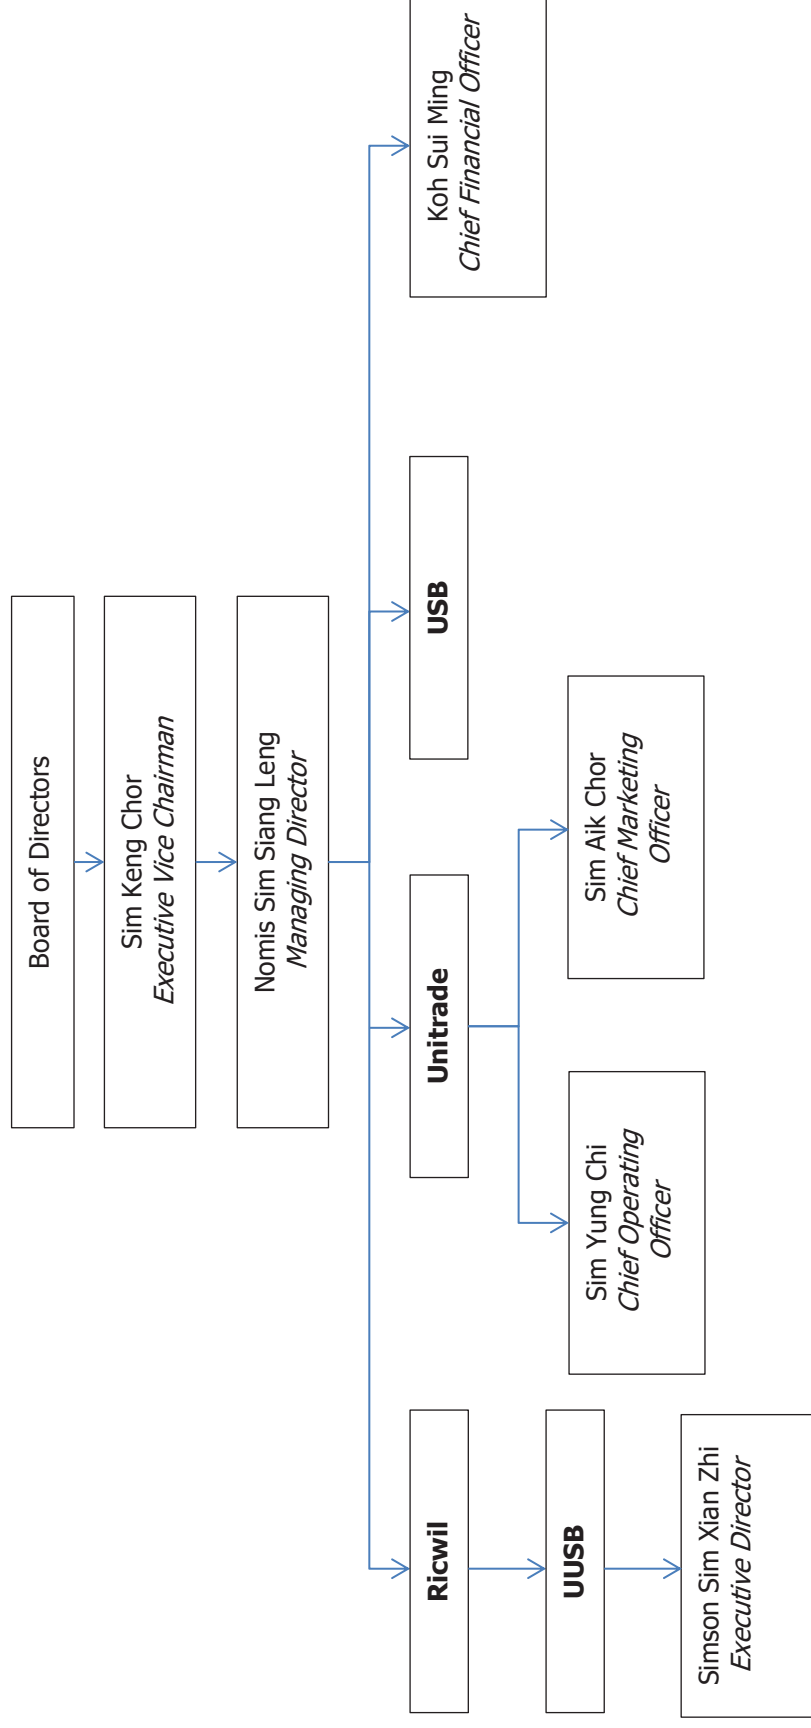 Board of Directors
Sim Keng Chor
Executive Vice Chairman
Nomis Sim Siang Leng
Managing Director
Ricwil
Unitrade
USB
Koh Sui Ming
Chief Financial Officer
UUSB
Sim Yung Chi
Chief Operating
Officer
Sim Aik Chor
Chief Marketing
Officer
Simson Sim Xian Zhi
Executive Director